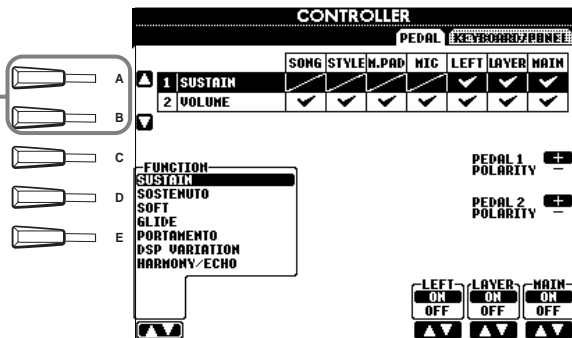 CONTROLLER
PEDAL KEYBOARD/PANEL
SONG STYLE M.PAD MIC LEFT LAYER MAIN
A
1 SUSTAIN
B
2 VOLUME
C
PEDAL 1 +
POLARITY −
FUNCTION
SUSTAIN
D
SOSTENUTO
SOFT
PEDAL 2 +
POLARITY −
GLIDE
E
PORTAMENTO
DSP VARIATION
HARMONY/ECHO
LEFT LAYER MAIN
ON ON ON
OFF OFF OFF